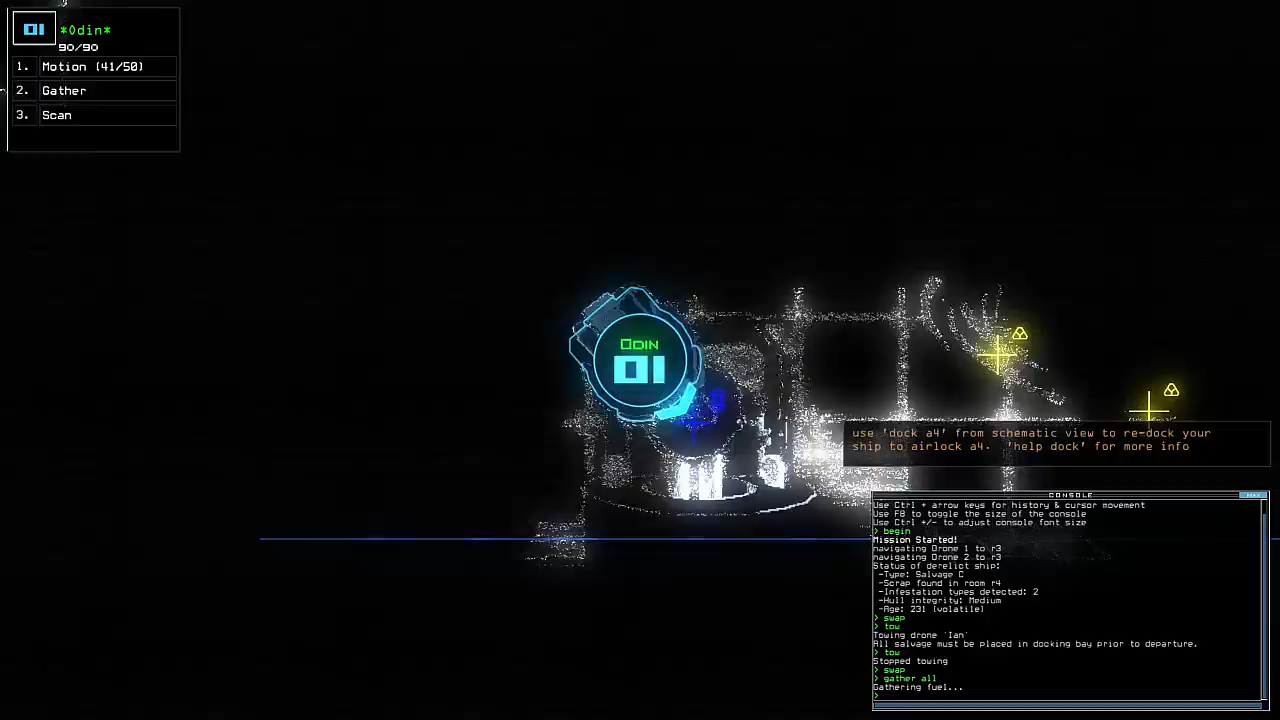 01 *Odin*
90/90
1. Motion (41/50)
2. Gather
3. Scan
Odin
01
use 'dock a4' from schematic view to re-dock your
ship to airlock a4. 'help dock' for more info
CONSOLE
MAX
Use Ctrl + arrow keys for history & cursor movement
Use F8 to toggle the size of the console
Use Ctrl +/- to adjust console font size
> begin
Mission Started!
navigating Drone 1 to r3
navigating Drone 2 to r3
Status of derelict ship:
-Type: Salvage C
-Scrap found in room r4
-Infestation types detected: 2
-Hull integrity: Medium
-Age: 231 (volatile)
> swap
> tow
Towing drone 'Ian'
All salvage must be placed in docking bay prior to departure.
> tow
Stopped towing
> swap
> gather all
Gathering fuel...
>